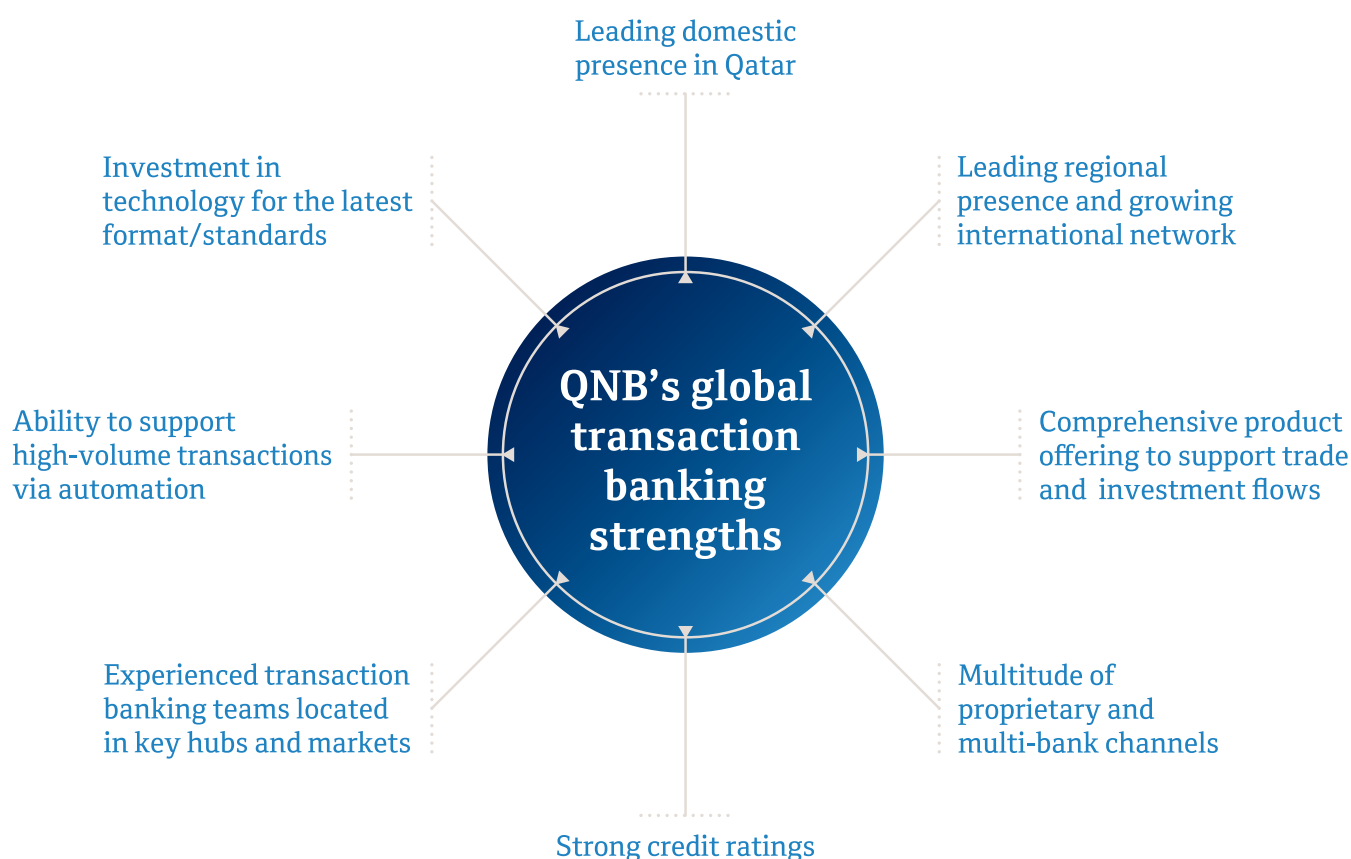 Leading domestic
presence in Qatar
Investment in
technology for the latest
format/standards
Leading regional
presence and growing
international network
QNB’s global
transaction
banking
strengths
Ability to support
high-volume transactions
via automation
Comprehensive product
offering to support trade
and investment flows
Experienced transaction
banking teams located
in key hubs and markets
Multitude of
proprietary and
multi-bank channels
Strong credit ratings